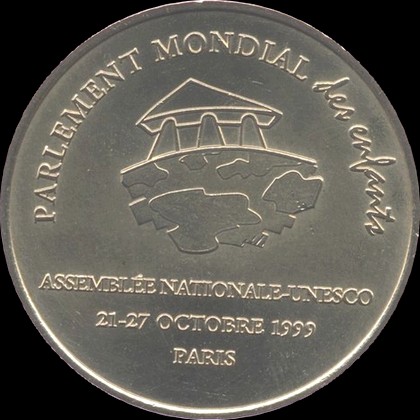 PARLEMENT MONDIAL des enfants
ASSEMBLÉE NATIONALE-UNESCO
21-27 OCTOBRE 1999
PARIS